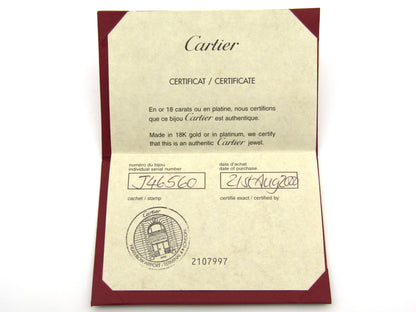 Cartier
CERTIFICAT / CERTIFICATE
En or 18 carats ou en platine, nous certifions
que ce bijou Cartier est authentique.
Made in 18K gold or in platinum, we certify
that this is an authentic Cartier jewel.
numéro du bijou
individual serial number
date d'achat
date of purchase
J46560
21st Aug 2022
cachet / stamp
certifié exact / certified by
Cartier
2107997